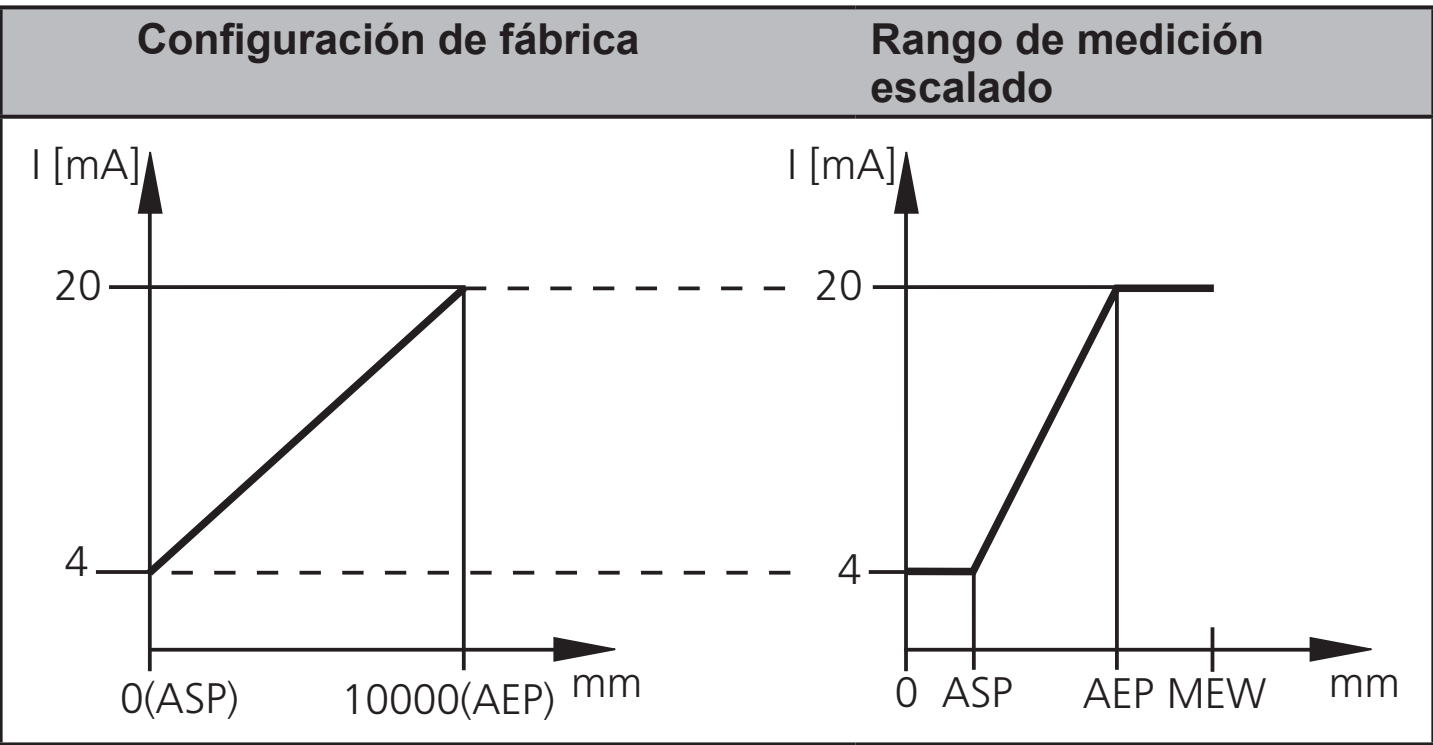 Configuración de fábrica
Rango de medición
escalado
I [mA]
20
4
0(ASP)
10000(AEP)
mm
I [mA]
20
4
0
ASP
AEP
MEW
mm